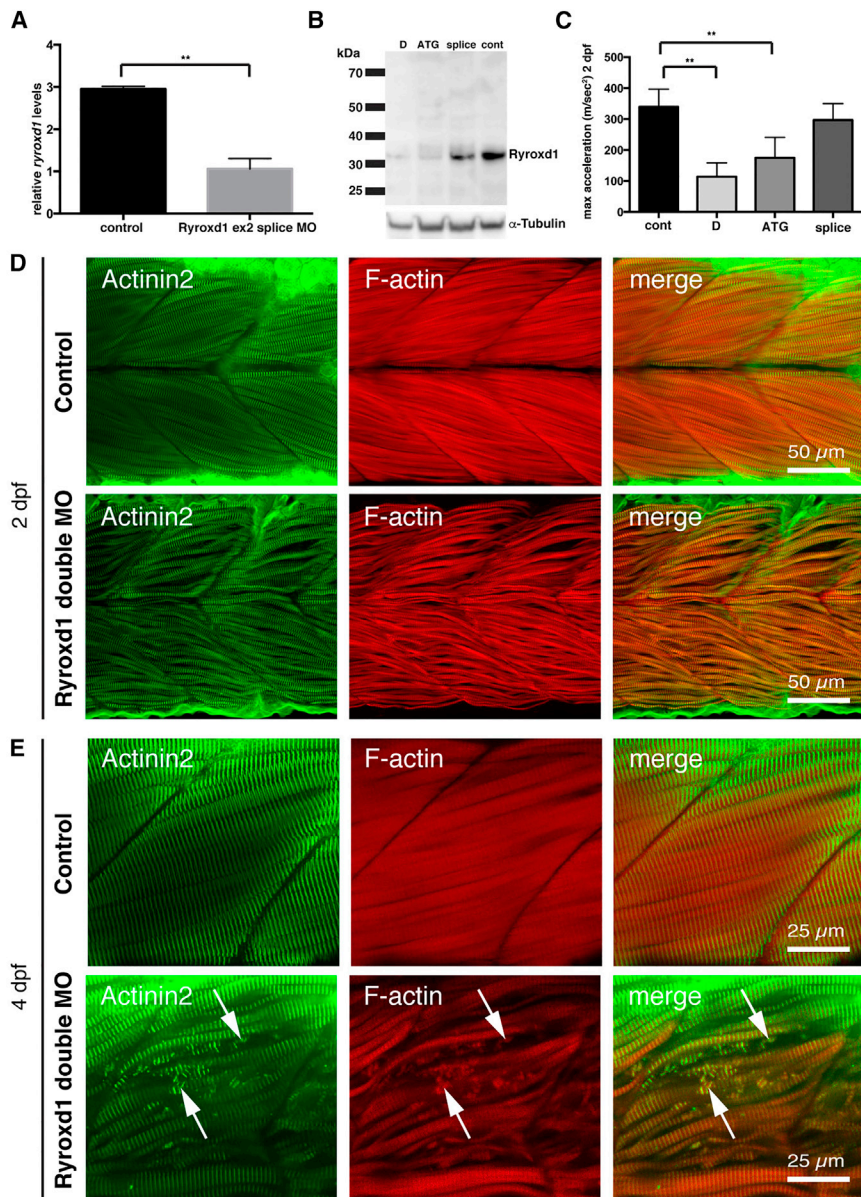 A
4
3
2
1
0
relative ryroxd1 levels
**
control
Ryroxd1 ex2 splice MO
B
D ATG splice cont
kDa
70
50
40
30
25
Ryroxd1
α-Tubulin
C
max acceleration (m/sec²) 2 dpf
500
400
300
200
100
0
**
**
cont
D
ATG
splice
D
2 dpf
Control
Actinin2
F-actin
merge
50 µm
Ryroxd1 double MO
Actinin2
F-actin
merge
50 µm
E
4 dpf
Control
Actinin2
F-actin
merge
25 µm
Ryroxd1 double MO
Actinin2
F-actin
merge
25 µm